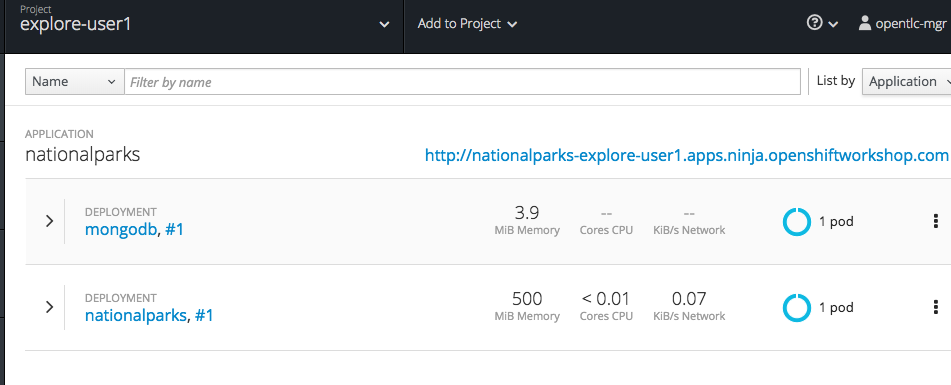 Project
explore-user1
Add to Project
opentlc-mgr
Name
Filter by name
List by
Application
APPLICATION
nationalparks
http://nationalparks-explore-user1.apps.ninja.openshiftworkshop.com
DEPLOYMENT
mongodb, #1
3.9
MiB Memory
--
Cores CPU
--
KiB/s Network
1 pod
DEPLOYMENT
nationalparks, #1
500
MiB Memory
< 0.01
Cores CPU
0.07
KiB/s Network
1 pod